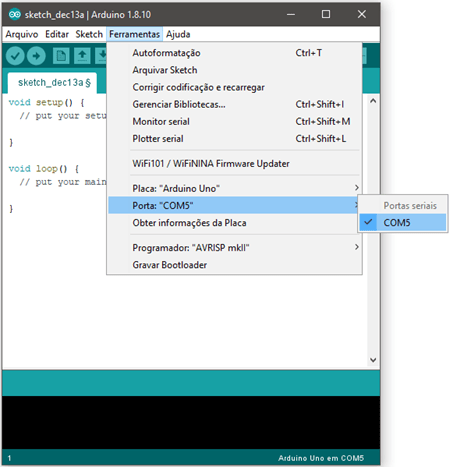 sketch_dec13a | Arduino 1.8.10
Arquivo Editar Sketch Ferramentas Ajuda
sketch_dec13a §
void setup() {
// put your setu
}
void loop() {
// put your main
}
Autoformatação Ctrl+T
Arquivar Sketch
Corrigir codificação e recarregar
Gerenciar Bibliotecas... Ctrl+Shift+I
Monitor serial Ctrl+Shift+M
Plotter serial Ctrl+Shift+L
WiFi101 / WiFiNINA Firmware Updater
Placa: "Arduino Uno"
Porta: "COM5"
Obter informações da Placa
Programador: "AVRISP mkII"
Gravar Bootloader
Portas seriais
COM5
1 Arduino Uno em COM5